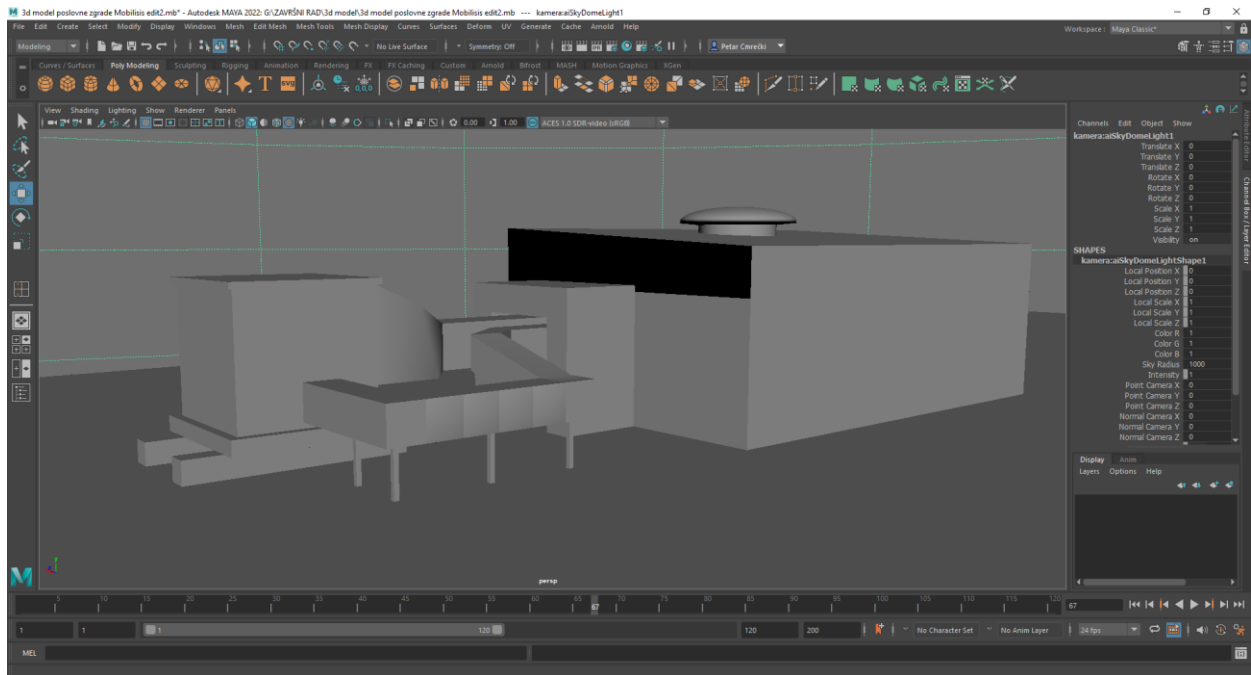 3d model poslovne zgrade Mobilisis edit2.mb* - Autodesk MAYA 2022: G:\ZAVRŠNI RAD\3d model\3d model poslovne zgrade Mobilisis edit2.mb --- kamera:aiSkyDomeLight1
File Edit Create Select Modify Display Windows Mesh Edit Mesh Mesh Tools Mesh Display Curves Surfaces Deform UV Generate Cache Arnold Help
Workspace: Maya Classic*
Modeling No Live Surface Symmetry: Off Petar Cmrečki
Curves / Surfaces Poly Modeling Sculpting Rigging Animation Rendering FX FX Caching Custom Arnold Bifrost MASH Motion Graphics XGen
View Shading Lighting Show Renderer Panels
0.00 1.00 ACES 1.0 SDR-video (sRGB)
Channels Edit Object Show
kamera:aiSkyDomeLight1
Translate X 0
Translate Y 0
Translate Z 0
Rotate X 0
Rotate Y 0
Rotate Z 0
Scale X 1
Scale Y 1
Scale Z 1
Visibility on
SHAPES
kamera:aiSkyDomeLightShape1
Local Position X 0
Local Position Y 0
Local Position Z 0
Local Scale X 1
Local Scale Y 1
Local Scale Z 1
Color R 1
Color G 1
Color B 1
Sky Radius 1000
Intensity 1
Point Camera X 0
Point Camera Y 0
Point Camera Z 0
Normal Camera X 0
Normal Camera Y 0
Normal Camera Z 0
Attribute Editor
Channel Box / Layer Editor
Display Anim
Layers Options Help
persp
5 10 15 20 25 30 35 40 45 50 55 60 65 67 70 75 80 85 90 95 100 105 110 115 120 67
1 1 1 120 120 200 No Character Set No Anim Layer 24 fps
MEL